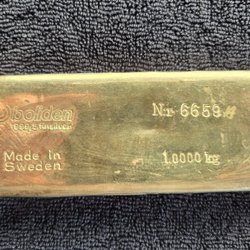 boliden
Made in
Sweden
Nr 6659
1.0000 kg